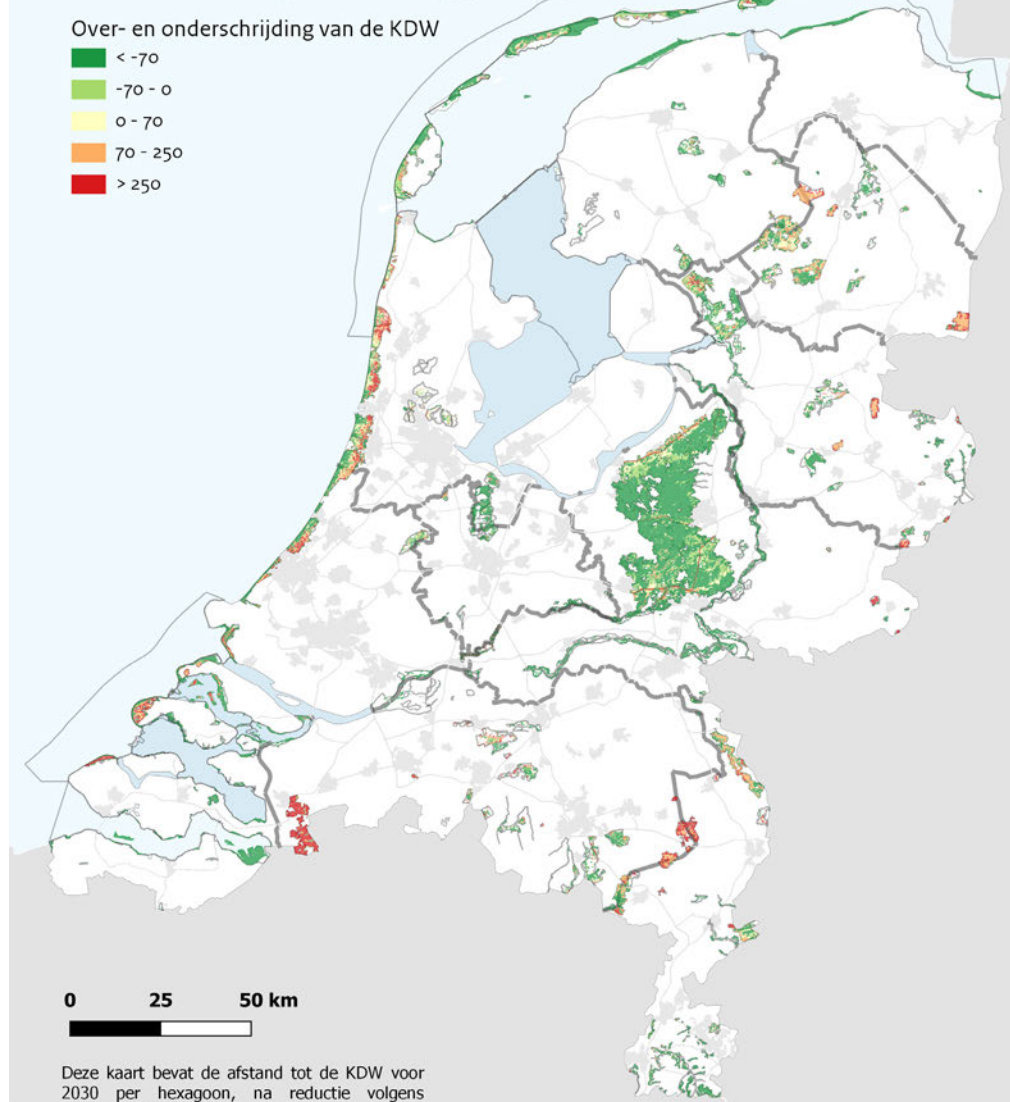 Over- en onderschrijding van de KDW
< -70
-70 - 0
0 - 70
70 - 250
> 250
0 25 50 km
Deze kaart bevat de afstand tot de KDW voor
2030 per hexagoon, na reductie volgens